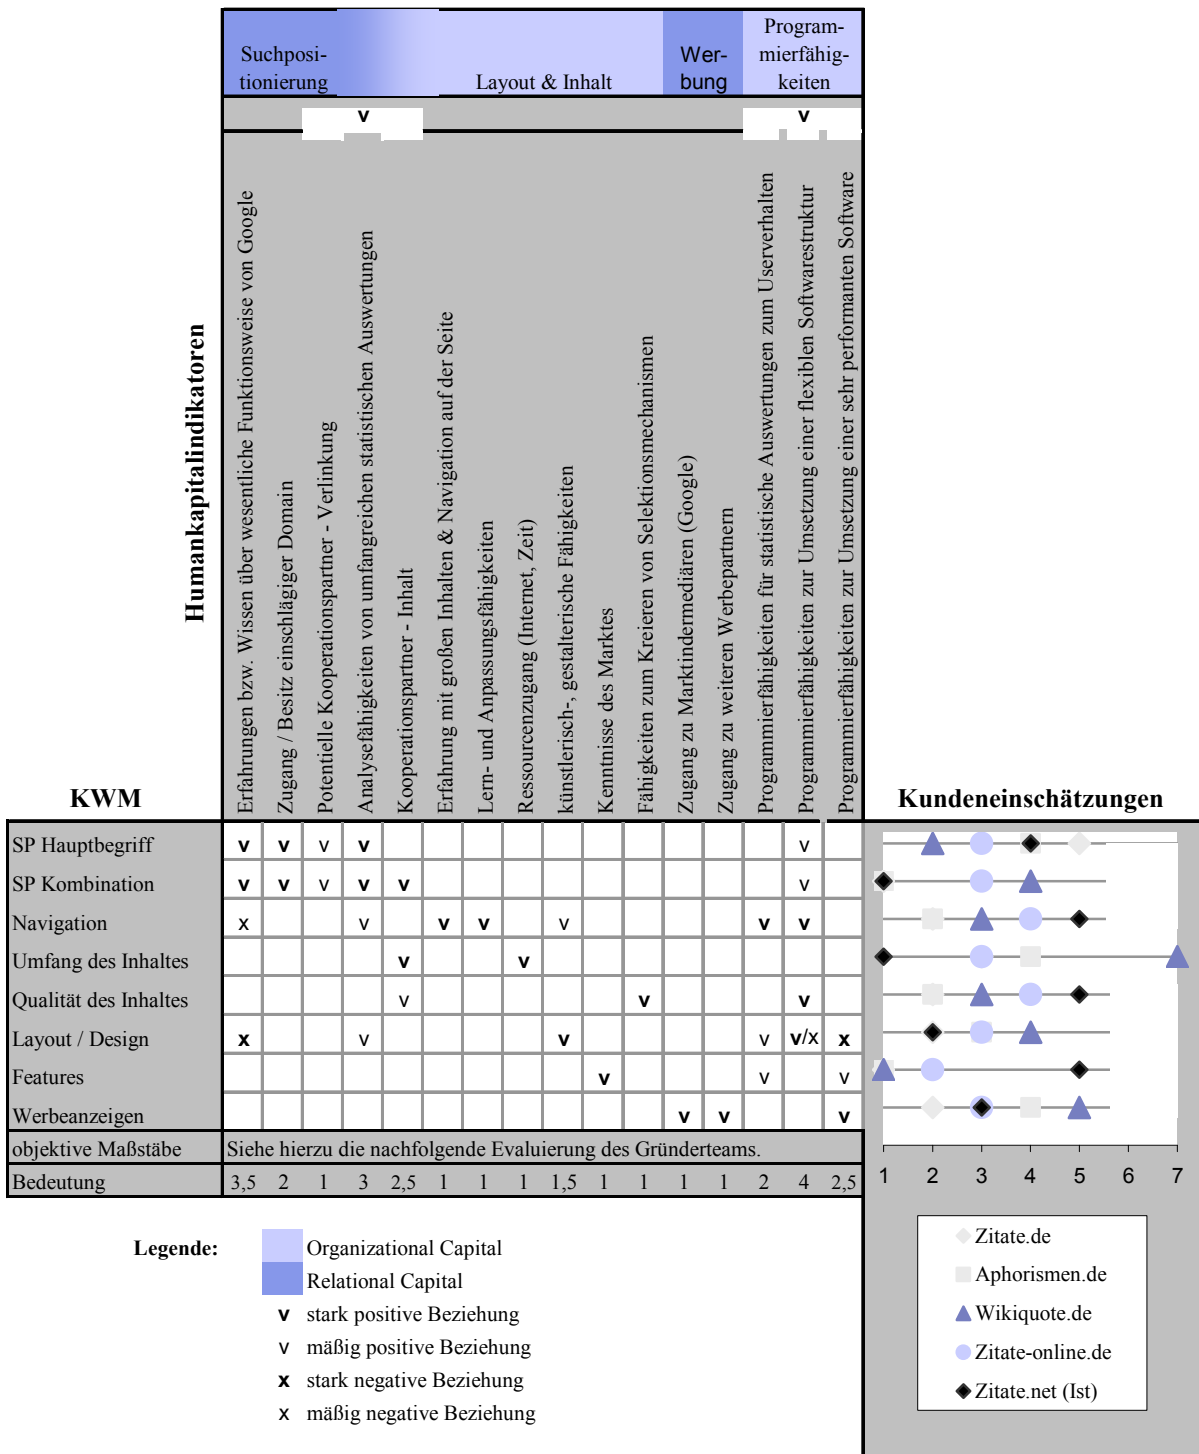 Suchposi-
tionierung
Layout & Inhalt
Wer-
bung
Program-
mierfähig-
keiten
v
v
Humankapitalindikatoren
Erfahrungen bzw. Wissen über wesentliche Funktionsweise von Google
Zugang / Besitz einschlägiger Domain
Potentielle Kooperationspartner - Verlinkung
Analysefähigkeiten von umfangreichen statistischen Auswertungen
Kooperationspartner - Inhalt
Erfahrung mit großen Inhalten & Navigation auf der Seite
Lern- und Anpassungsfähigkeiten
Ressourcenzugang (Internet, Zeit)
künstlerisch-, gestalterische Fähigkeiten
Kenntnisse des Marktes
Fähigkeiten zum Kreieren von Selektionsmechanismen
Zugang zu Marktindermediären (Google)
Zugang zu weiteren Werbepartnern
Programmierfähigkeiten für statistische Auswertungen zum Userverhalten
Programmierfähigkeiten zur Umsetzung einer flexiblen Softwarestruktur
Programmierfähigkeiten zur Umsetzung einer sehr performanten Software
KWM
Kundeneinschätzungen
SP Hauptbegriff v v v v v
SP Kombination v v v v v v
Navigation x v v v v v v
Umfang des Inhaltes v v
Qualität des Inhaltes v v v
Layout / Design x v v v v/x x
Features v v v
Werbeanzeigen v v v
objektive Maßstäbe Siehe hierzu die nachfolgende Evaluierung des Gründerteams.
Bedeutung 3,5 2 1 3 2,5 1 1 1 1,5 1 1 1 1 2 4 2,5
1 2 3 4 5 6 7
Legende:
Organizational Capital
Relational Capital
v stark positive Beziehung
v mäßig positive Beziehung
x stark negative Beziehung
x mäßig negative Beziehung
Zitate.de
Aphorismen.de
Wikiquote.de
Zitate-online.de
Zitate.net (Ist)